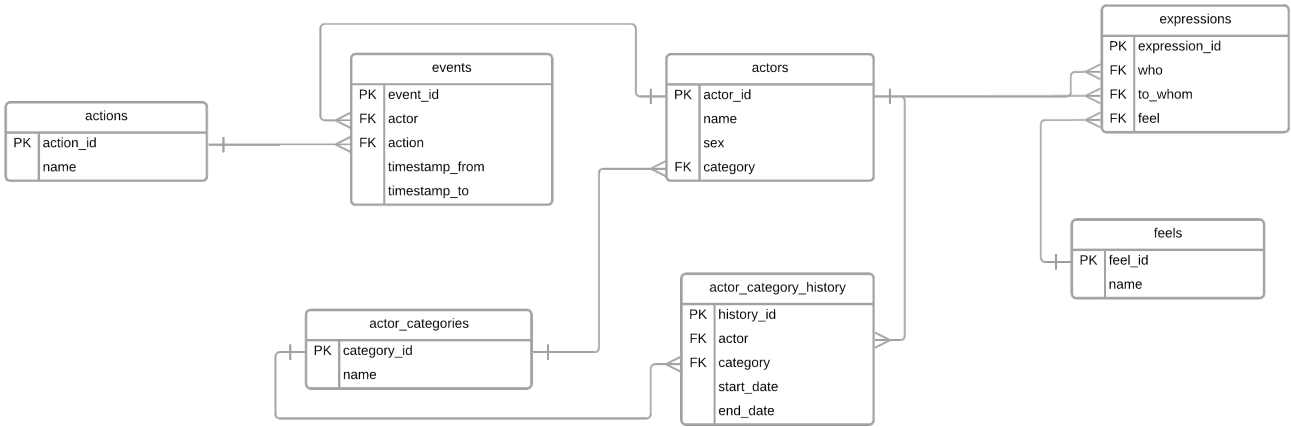 actions
PK action_id
name
events
PK event_id
FK actor
FK action
timestamp_from
timestamp_to
actors
PK actor_id
name
sex
FK category
expressions
PK expression_id
FK who
FK to_whom
FK feel
feels
PK feel_id
name
actor_categories
PK category_id
name
actor_category_history
PK history_id
FK actor
FK category
start_date
end_date